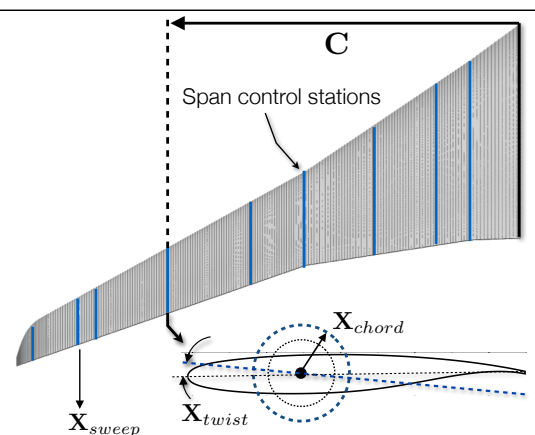 C
Span control stations
X_chord
X_twist
X_sweep